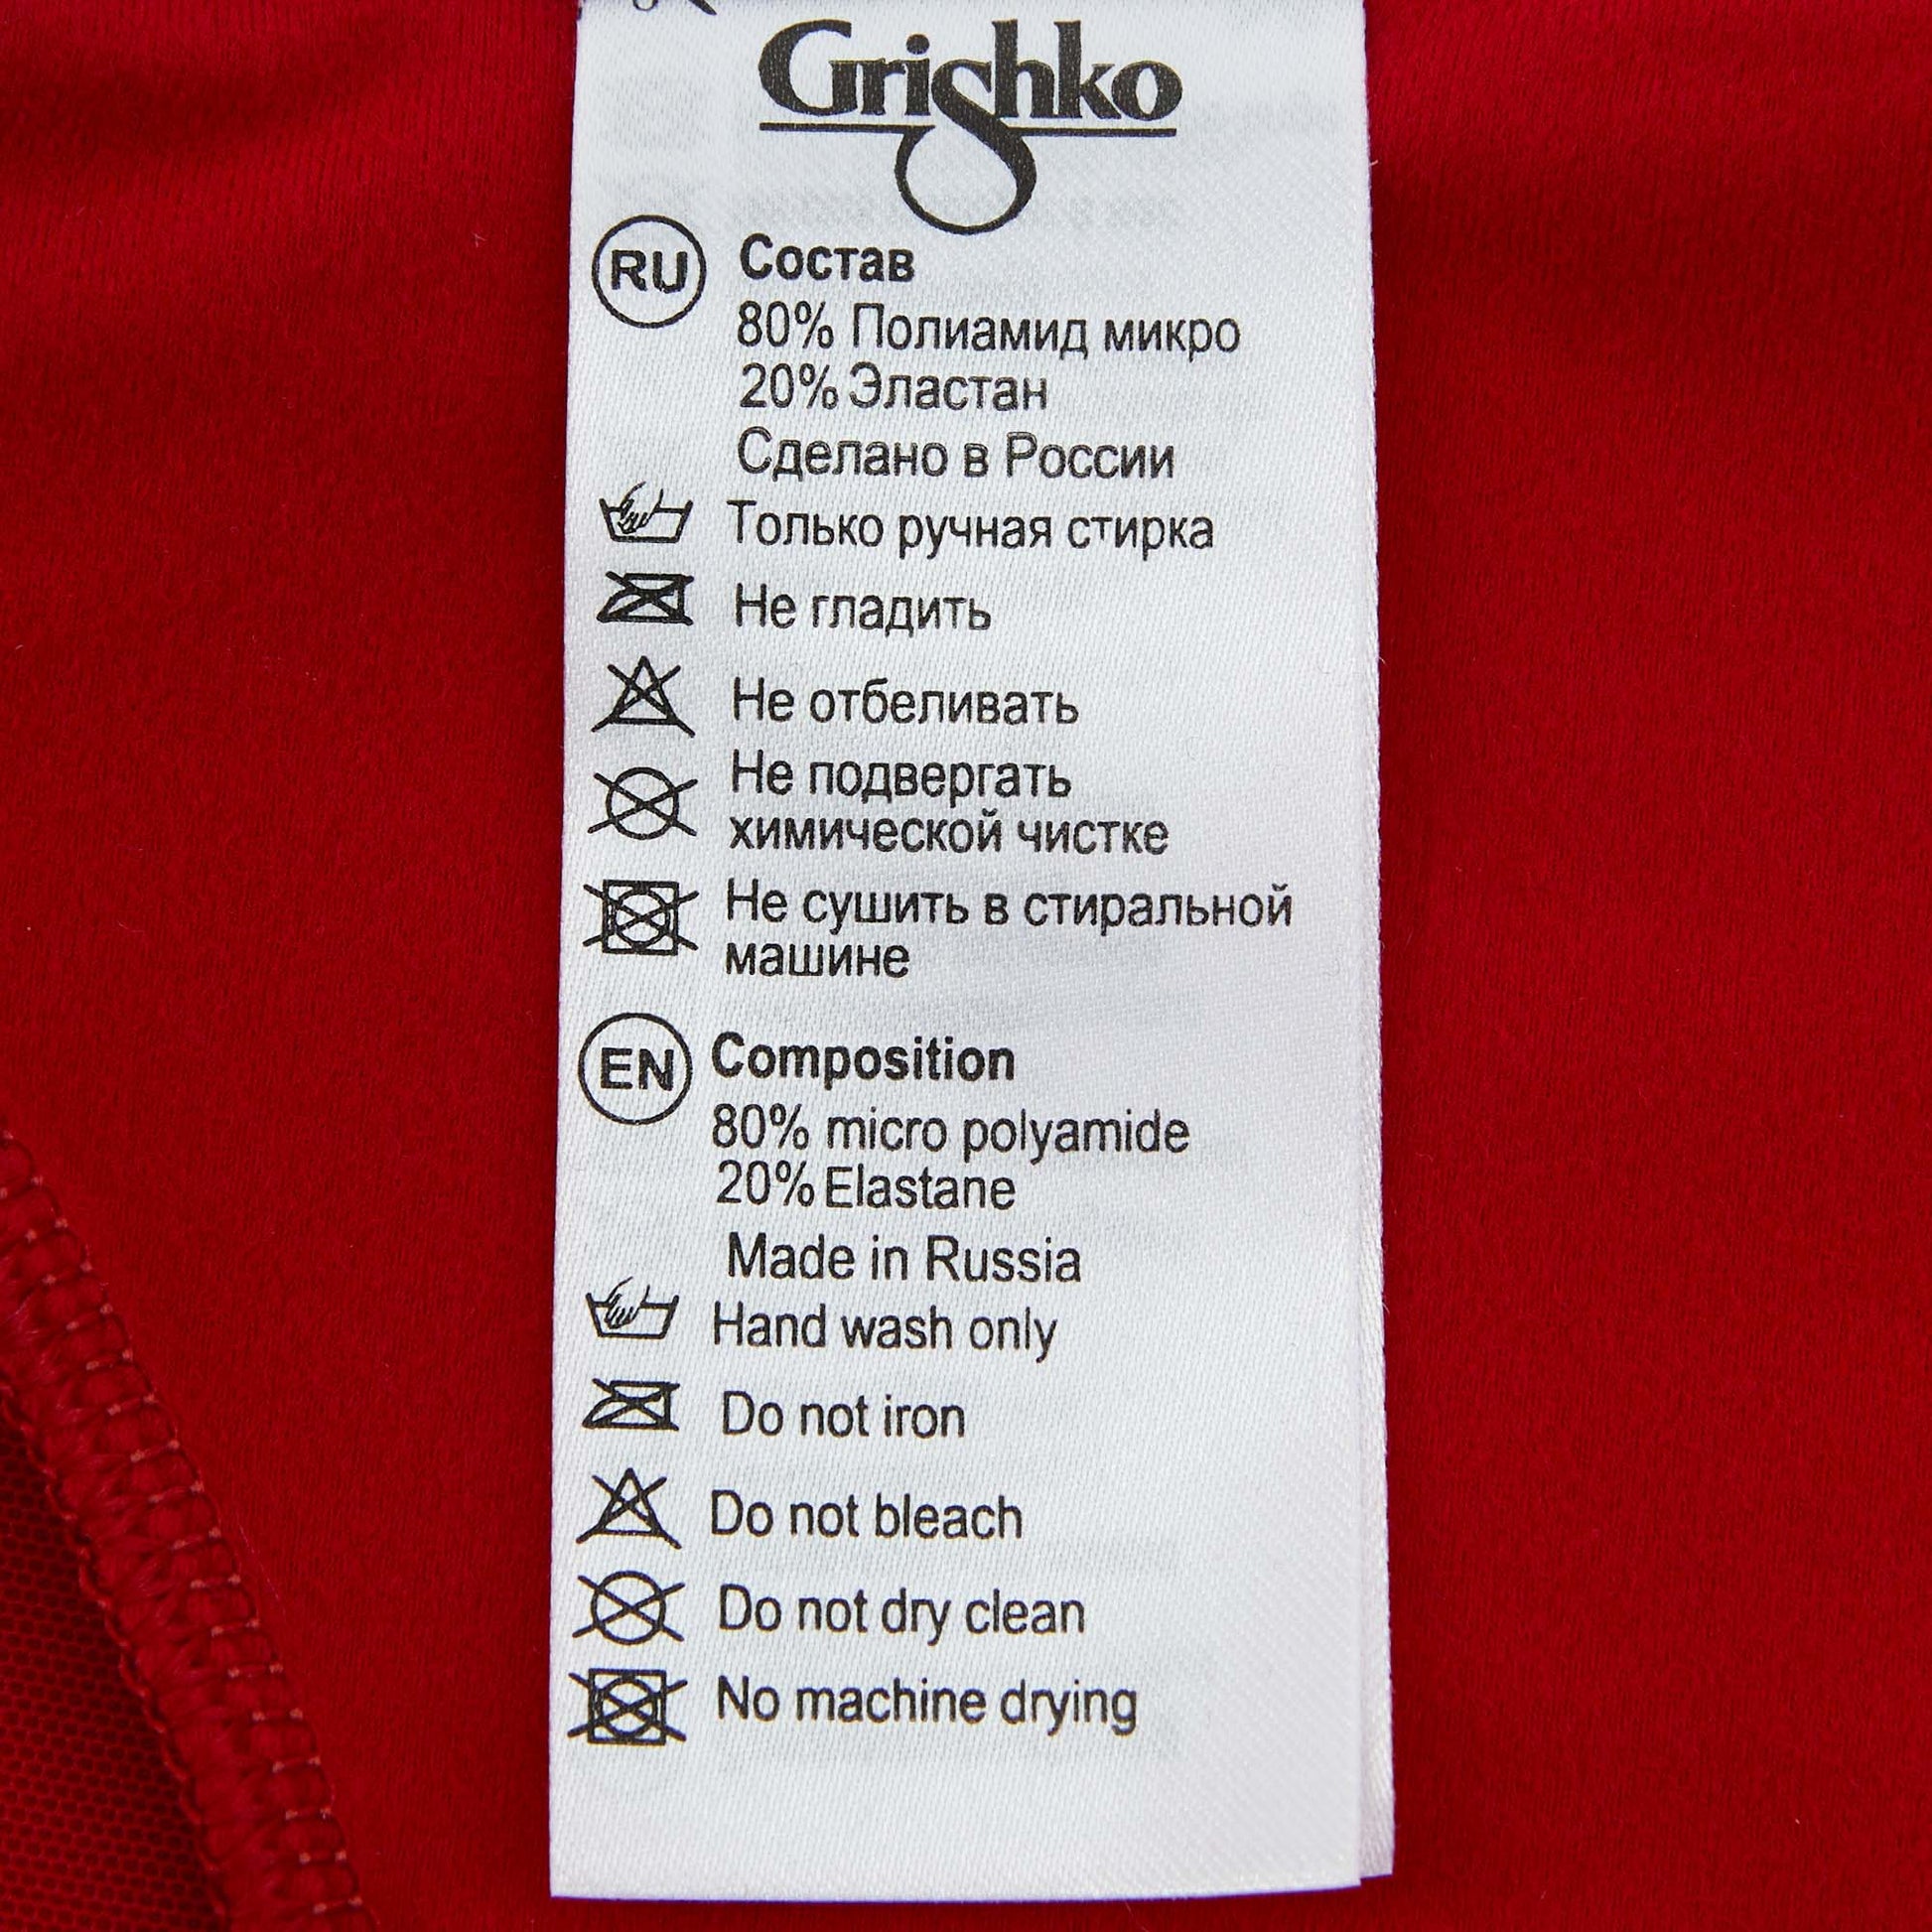 Grishko
RU Состав
80% Полиамид микро
20% Эластан
Сделано в России
Только ручная стирка
Не гладить
Не отбеливать
Не подвергать
химической чистке
Не сушить в стиральной
машине
EN Composition
80% micro polyamide
20% Elastane
Made in Russia
Hand wash only
Do not iron
Do not bleach
Do not dry clean
No machine drying